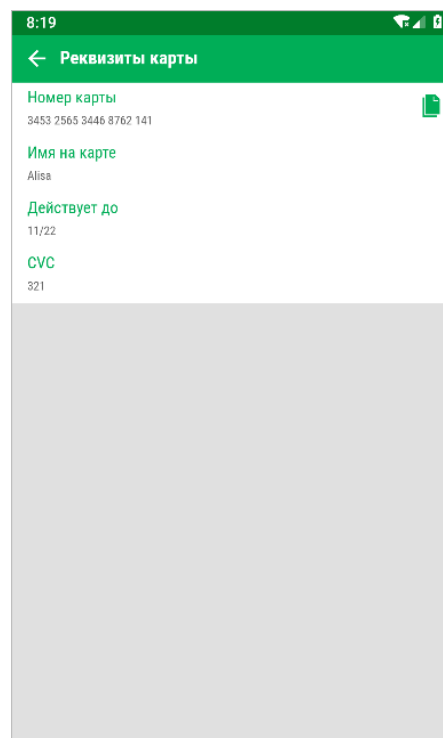 8:19
Реквизиты карты
Номер карты
3453 2565 3446 8762 141
Имя на карте
Alisa
Действует до
11/22
CVC
321